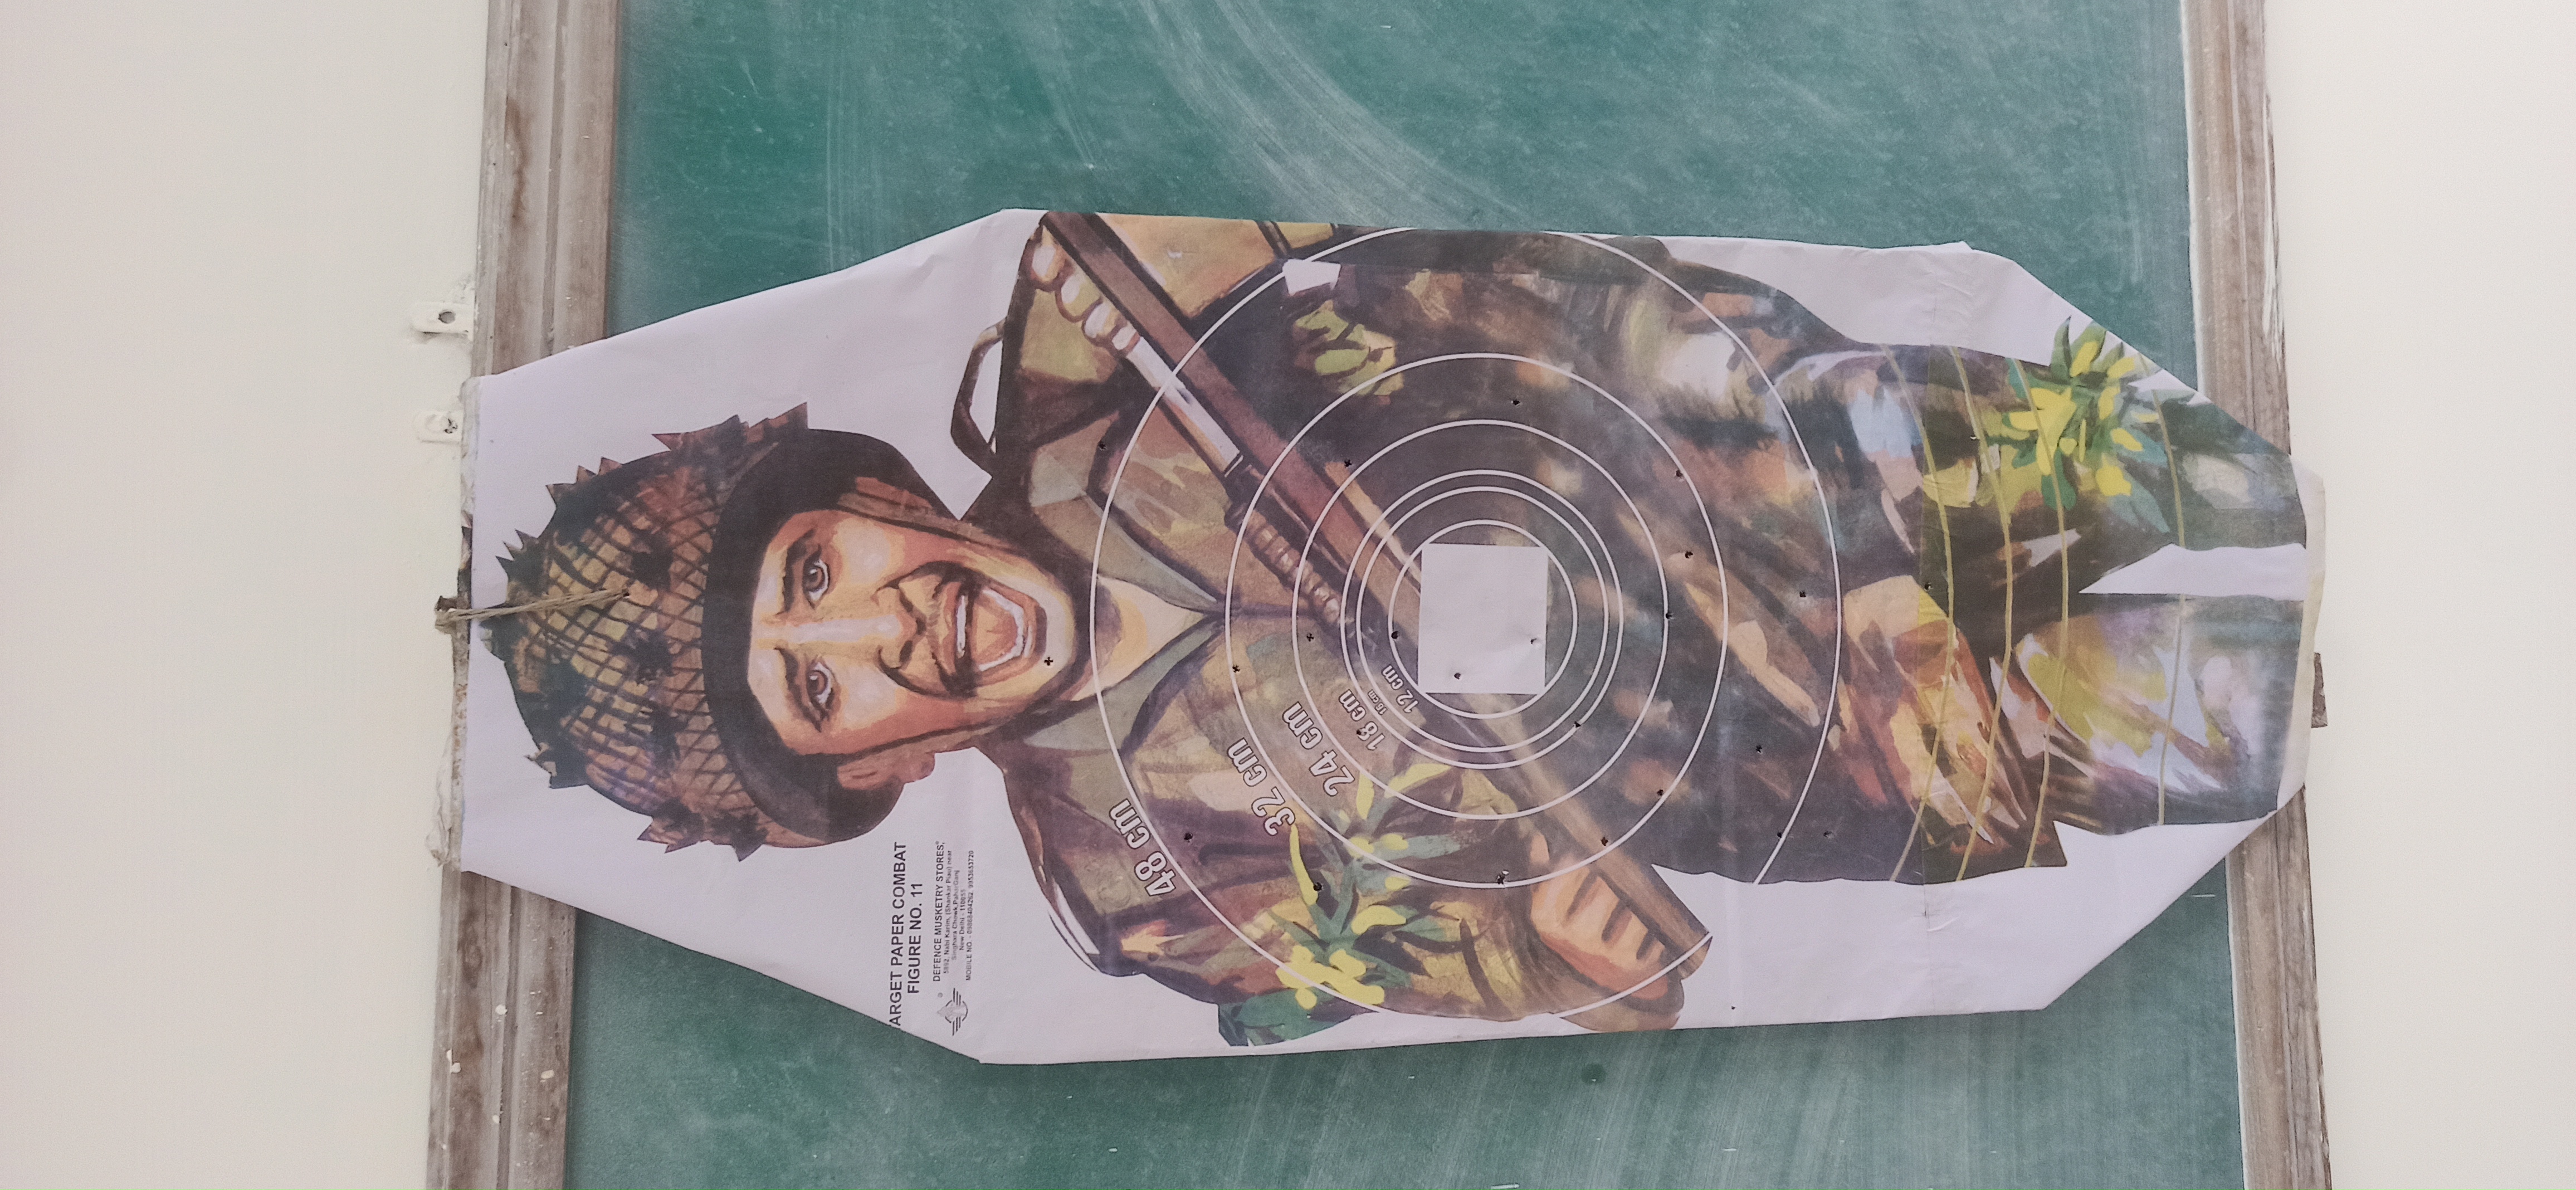 ARGET PAPER COMBAT
FIGURE NO. 11
DEFENCE MUSKETRY STORES,
5892, Nabi Karim, (Shankar Piau) near
Singhara Chowk, PaharGanj
New Delhi - 110055
MOBILE NO. - 09868404262, 9953653720
48 cm
32 cm
24 cm
18 cm
16 cm
12 cm